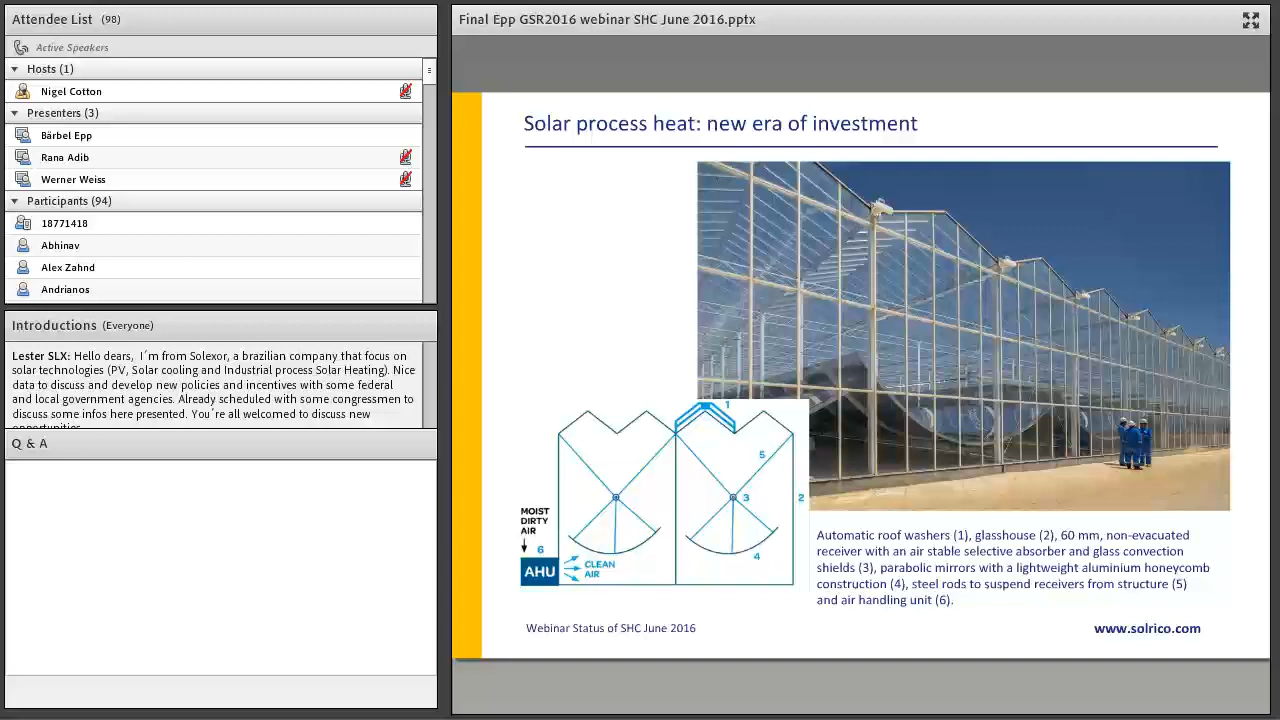 Attendee List (98)
Active Speakers
Hosts (1)
Nigel Cotton
Presenters (3)
Bärbel Epp
Rana Adib
Werner Weiss
Participants (94)
18771418
Abhinav
Alex Zahnd
Andrianos
Introductions (Everyone)
Lester SLX: Hello dears, I´m from Solexor, a brazilian company that focus on
solar technologies (PV, Solar cooling and Industrial process Solar Heating). Nice
data to discuss and develop new policies and incentives with some federal
and local government agencies. Already scheduled with some congressmen to
discuss some infos here presented. You´re all welcomed to discuss new
opportunities
Q & A
Final Epp GSR2016 webinar SHC June 2016.pptx
Solar process heat: new era of investment
1
5
3
2
4
MOIST
DIRTY
AIR
6
AHU
CLEAN
AIR
Automatic roof washers (1), glasshouse (2), 60 mm, non-evacuated
receiver with an air stable selective absorber and glass convection
shields (3), parabolic mirrors with a lightweight aluminium honeycomb
construction (4), steel rods to suspend receivers from structure (5)
and air handling unit (6).
Webinar Status of SHC June 2016
www.solrico.com